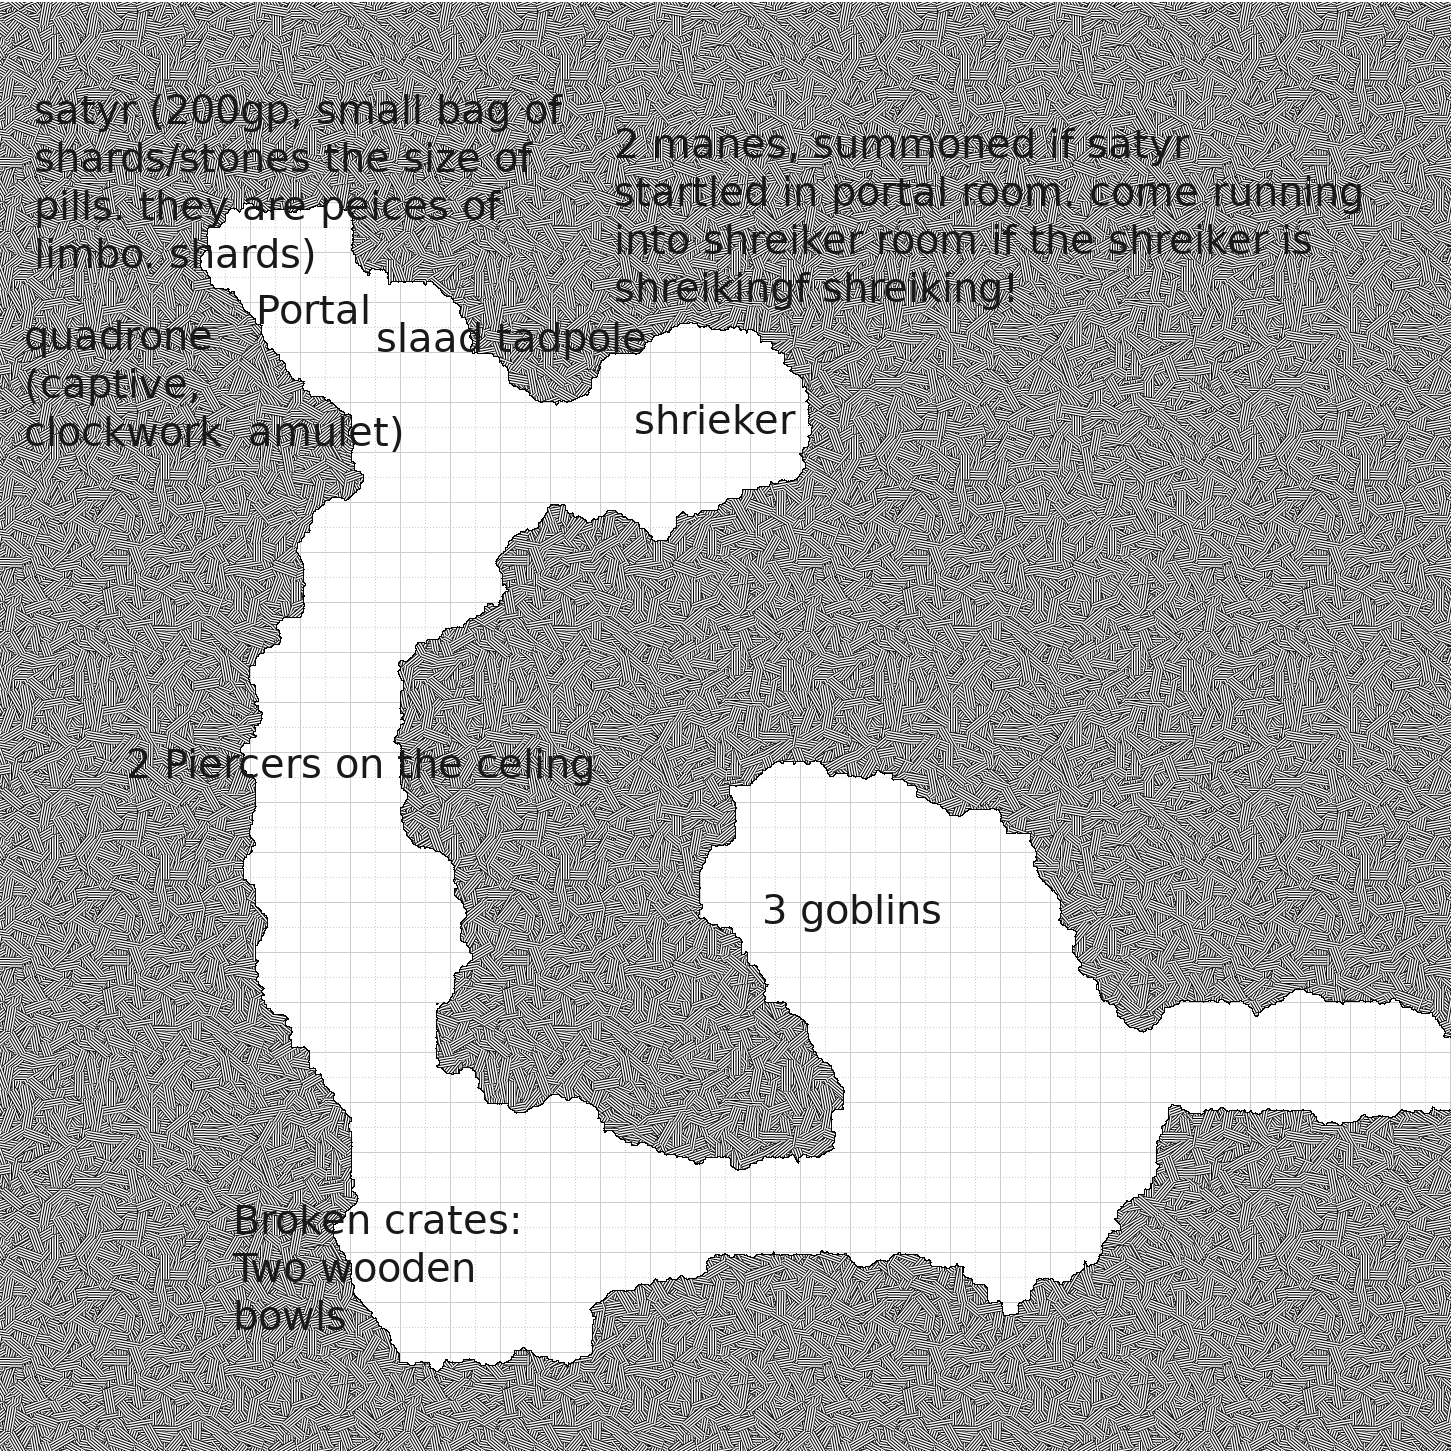 satyr (200gp, small bag of
shards/stones the size of
pills. they are peices of
limbo. shards)
2 manes, summoned if satyr
startled in portal room. come running
into shreiker room if the shreiker is
shreikingf shreiking!
Portal
slaad tadpole
quadrone
(captive,
clockwork  amulet)
shrieker
2 Piercers on the celing
3 goblins
Broken crates:
Two wooden
bowls